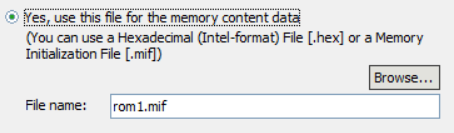 Yes, use this file for the memory content data
(You can use a Hexadecimal (Intel-format) File [.hex] or a Memory
Initialization File [.mif])
Browse...
File name: rom1.mif